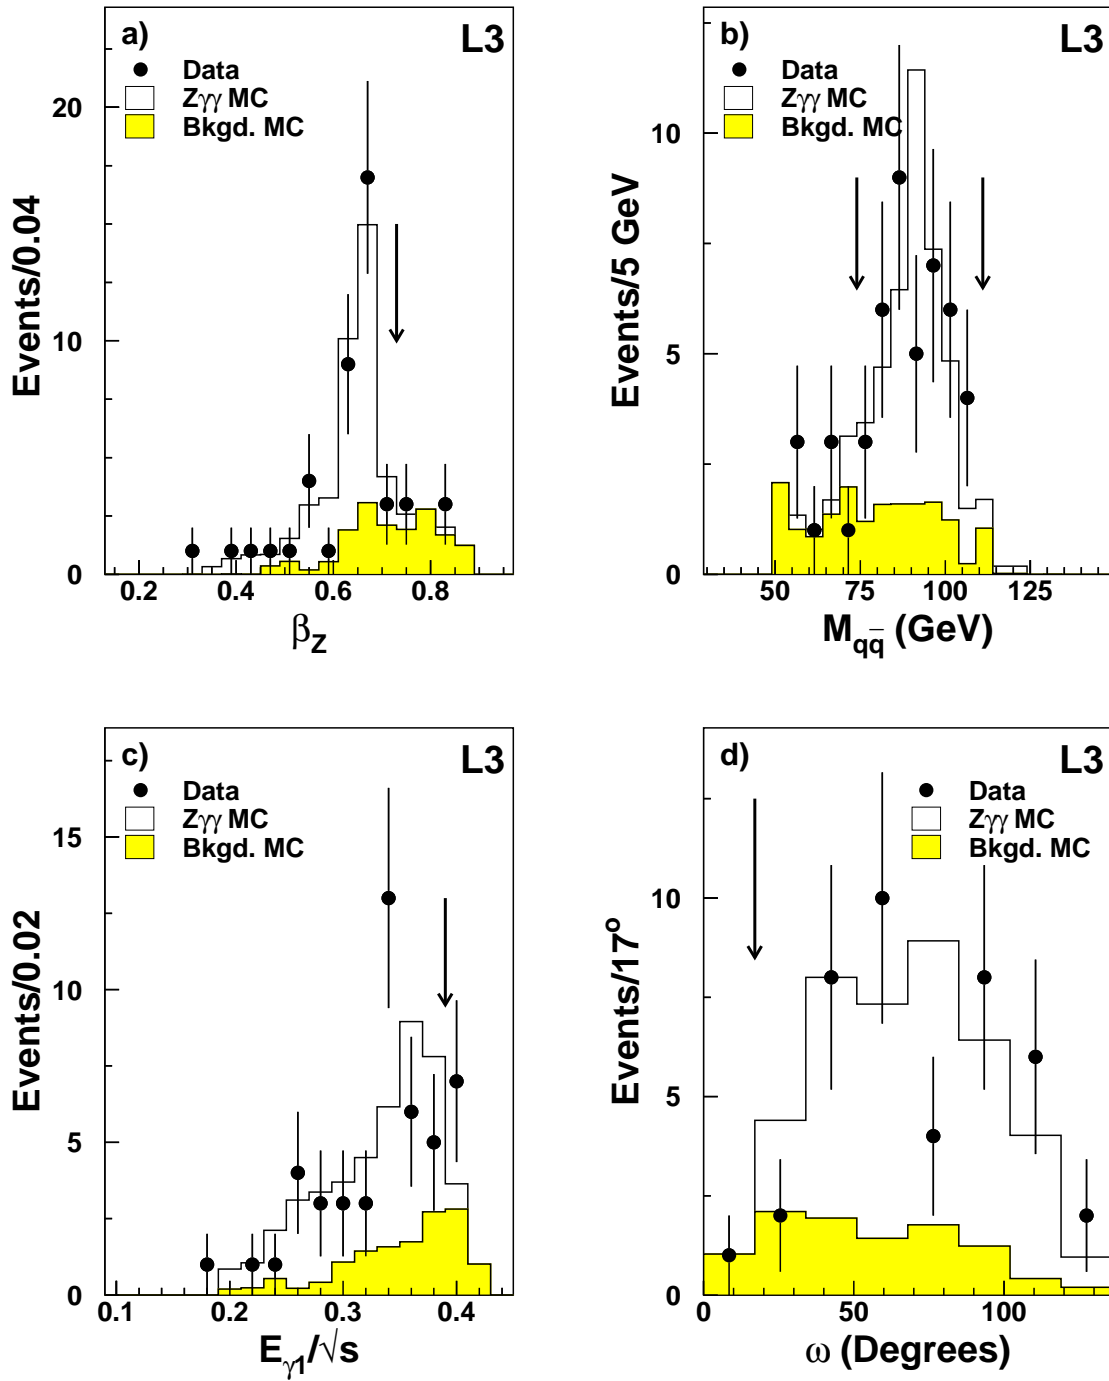 a)
L3
Data
Zγγ MC
Bkgd. MC
20
10
0
0.2 0.4 0.6 0.8
Events/0.04
βZ
b)
L3
Data
Zγγ MC
Bkgd. MC
10
5
0
50 75 100 125
Events/5 GeV
Mqq̅ (GeV)
c)
L3
Data
Zγγ MC
Bkgd. MC
15
10
5
0
0.1 0.2 0.3 0.4
Events/0.02
Eγ1/√s
d)
L3
Data
Zγγ MC
Bkgd. MC
10
5
0
0 50 100
Events/17°
ω (Degrees)